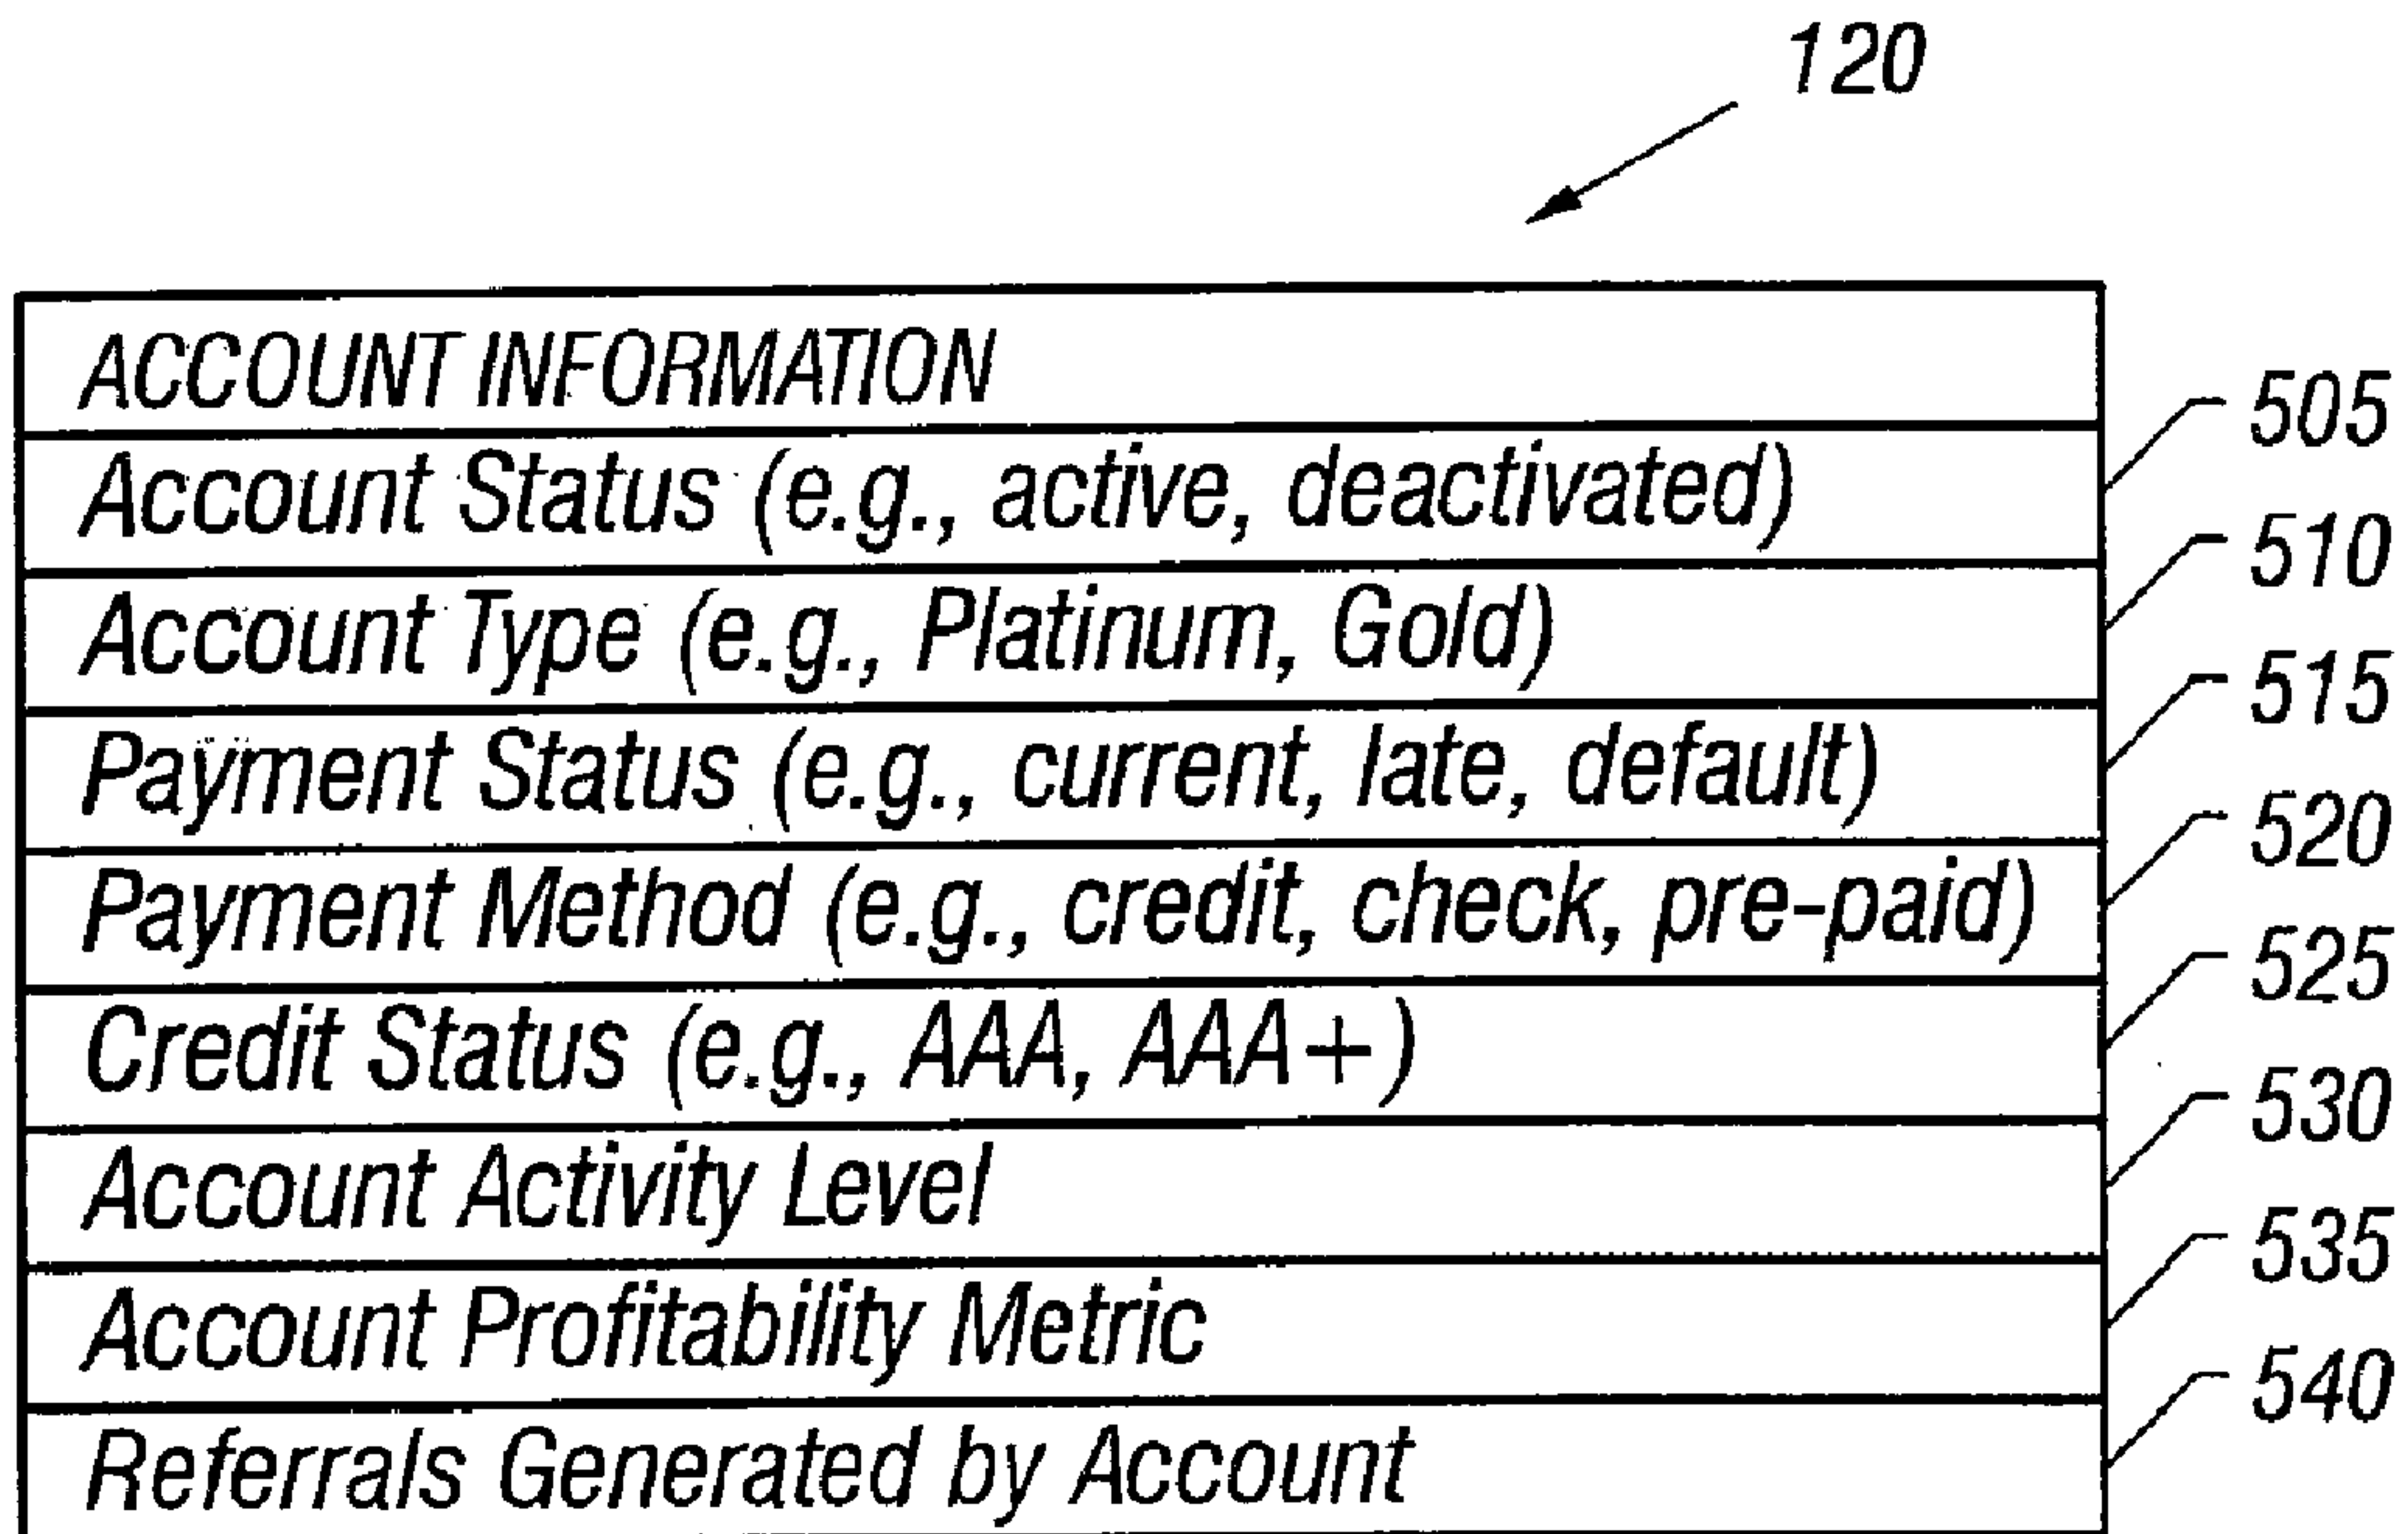 120
ACCOUNT INFORMATION
Account Status (e.g., active, deactivated) 505
Account Type (e.g., Platinum, Gold) 510
Payment Status (e.g., current, late, default) 515
Payment Method (e.g., credit, check, pre-paid) 520
Credit Status (e.g., AAA, AAA+) 525
Account Activity Level 530
Account Profitability Metric 535
Referrals Generated by Account 540